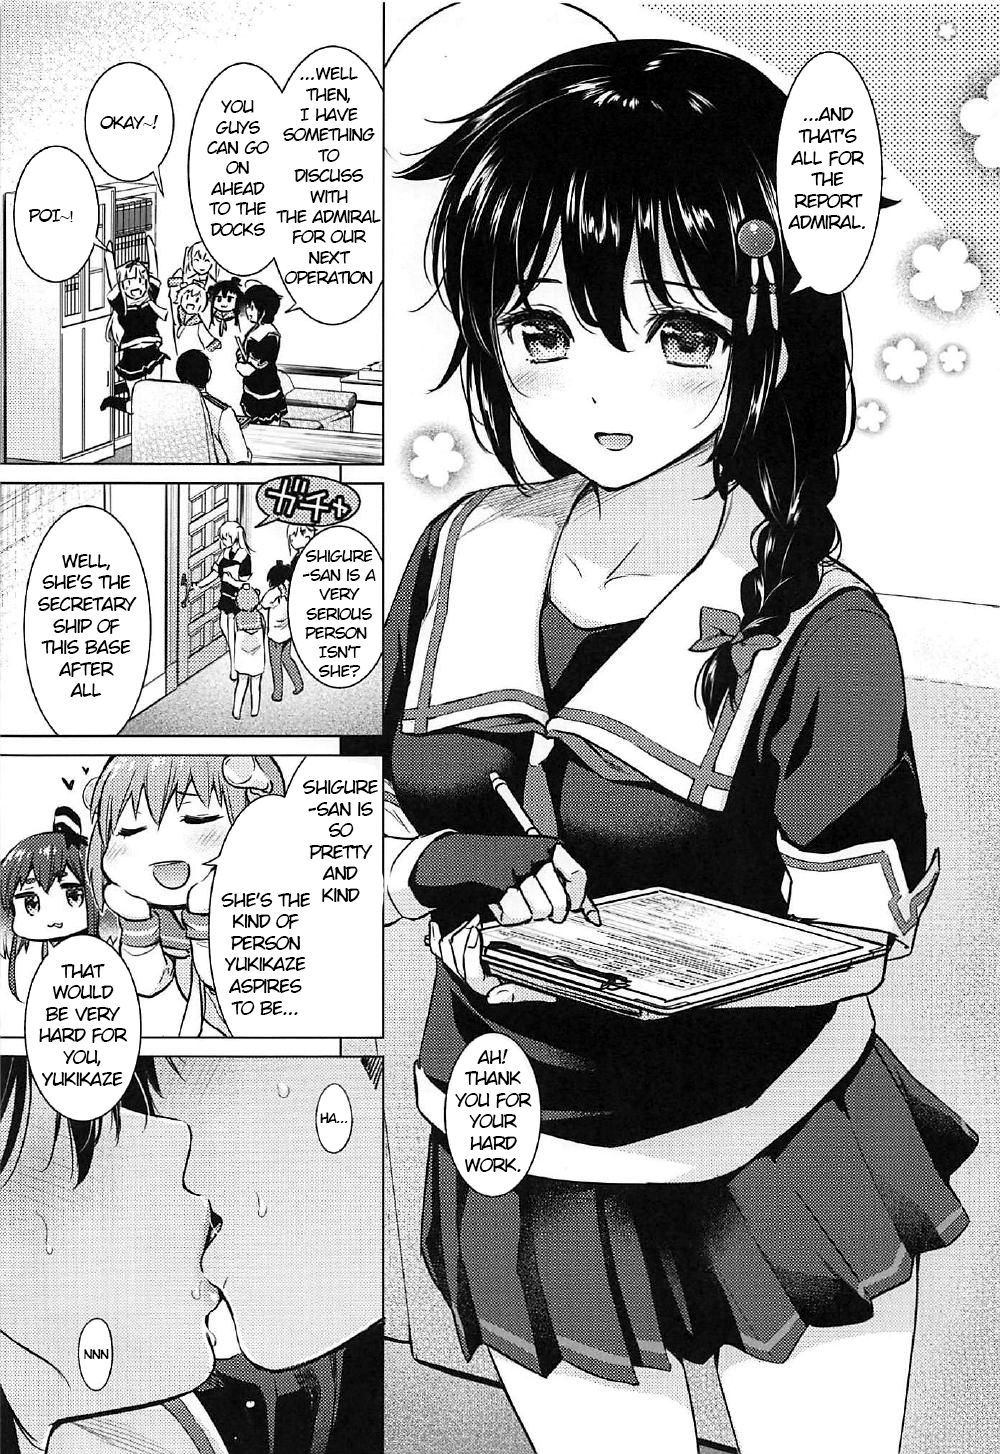 ...AND
THAT'S
ALL FOR
THE
REPORT
ADMIRAL.
AH!
THANK
YOU FOR
YOUR
HARD
WORK.
...WELL
THEN,
I HAVE
SOMETHING
TO
DISCUSS
WITH
THE ADMIRAL
FOR OUR
NEXT
OPERATION
YOU
GUYS
CAN GO
ON
AHEAD
TO THE
DOCKS
OKAY~!
POI~!
ガチャ
SHIGURE
-SAN IS A
VERY
SERIOUS
PERSON
ISN'T
SHE?
WELL,
SHE'S THE
SECRETARY
SHIP OF
THIS BASE
AFTER
ALL
SHIGURE
-SAN IS
SO
PRETTY
AND
KIND
SHE'S THE
KIND OF
PERSON
YUKIKAZE
ASPIRES
TO BE...
THAT
WOULD
BE VERY
HARD FOR
YOU,
YUKIKAZE
HA...
NNN